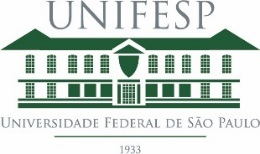 UNIFESP
UNIVERSIDADE FEDERAL DE SÃO PAULO
1933